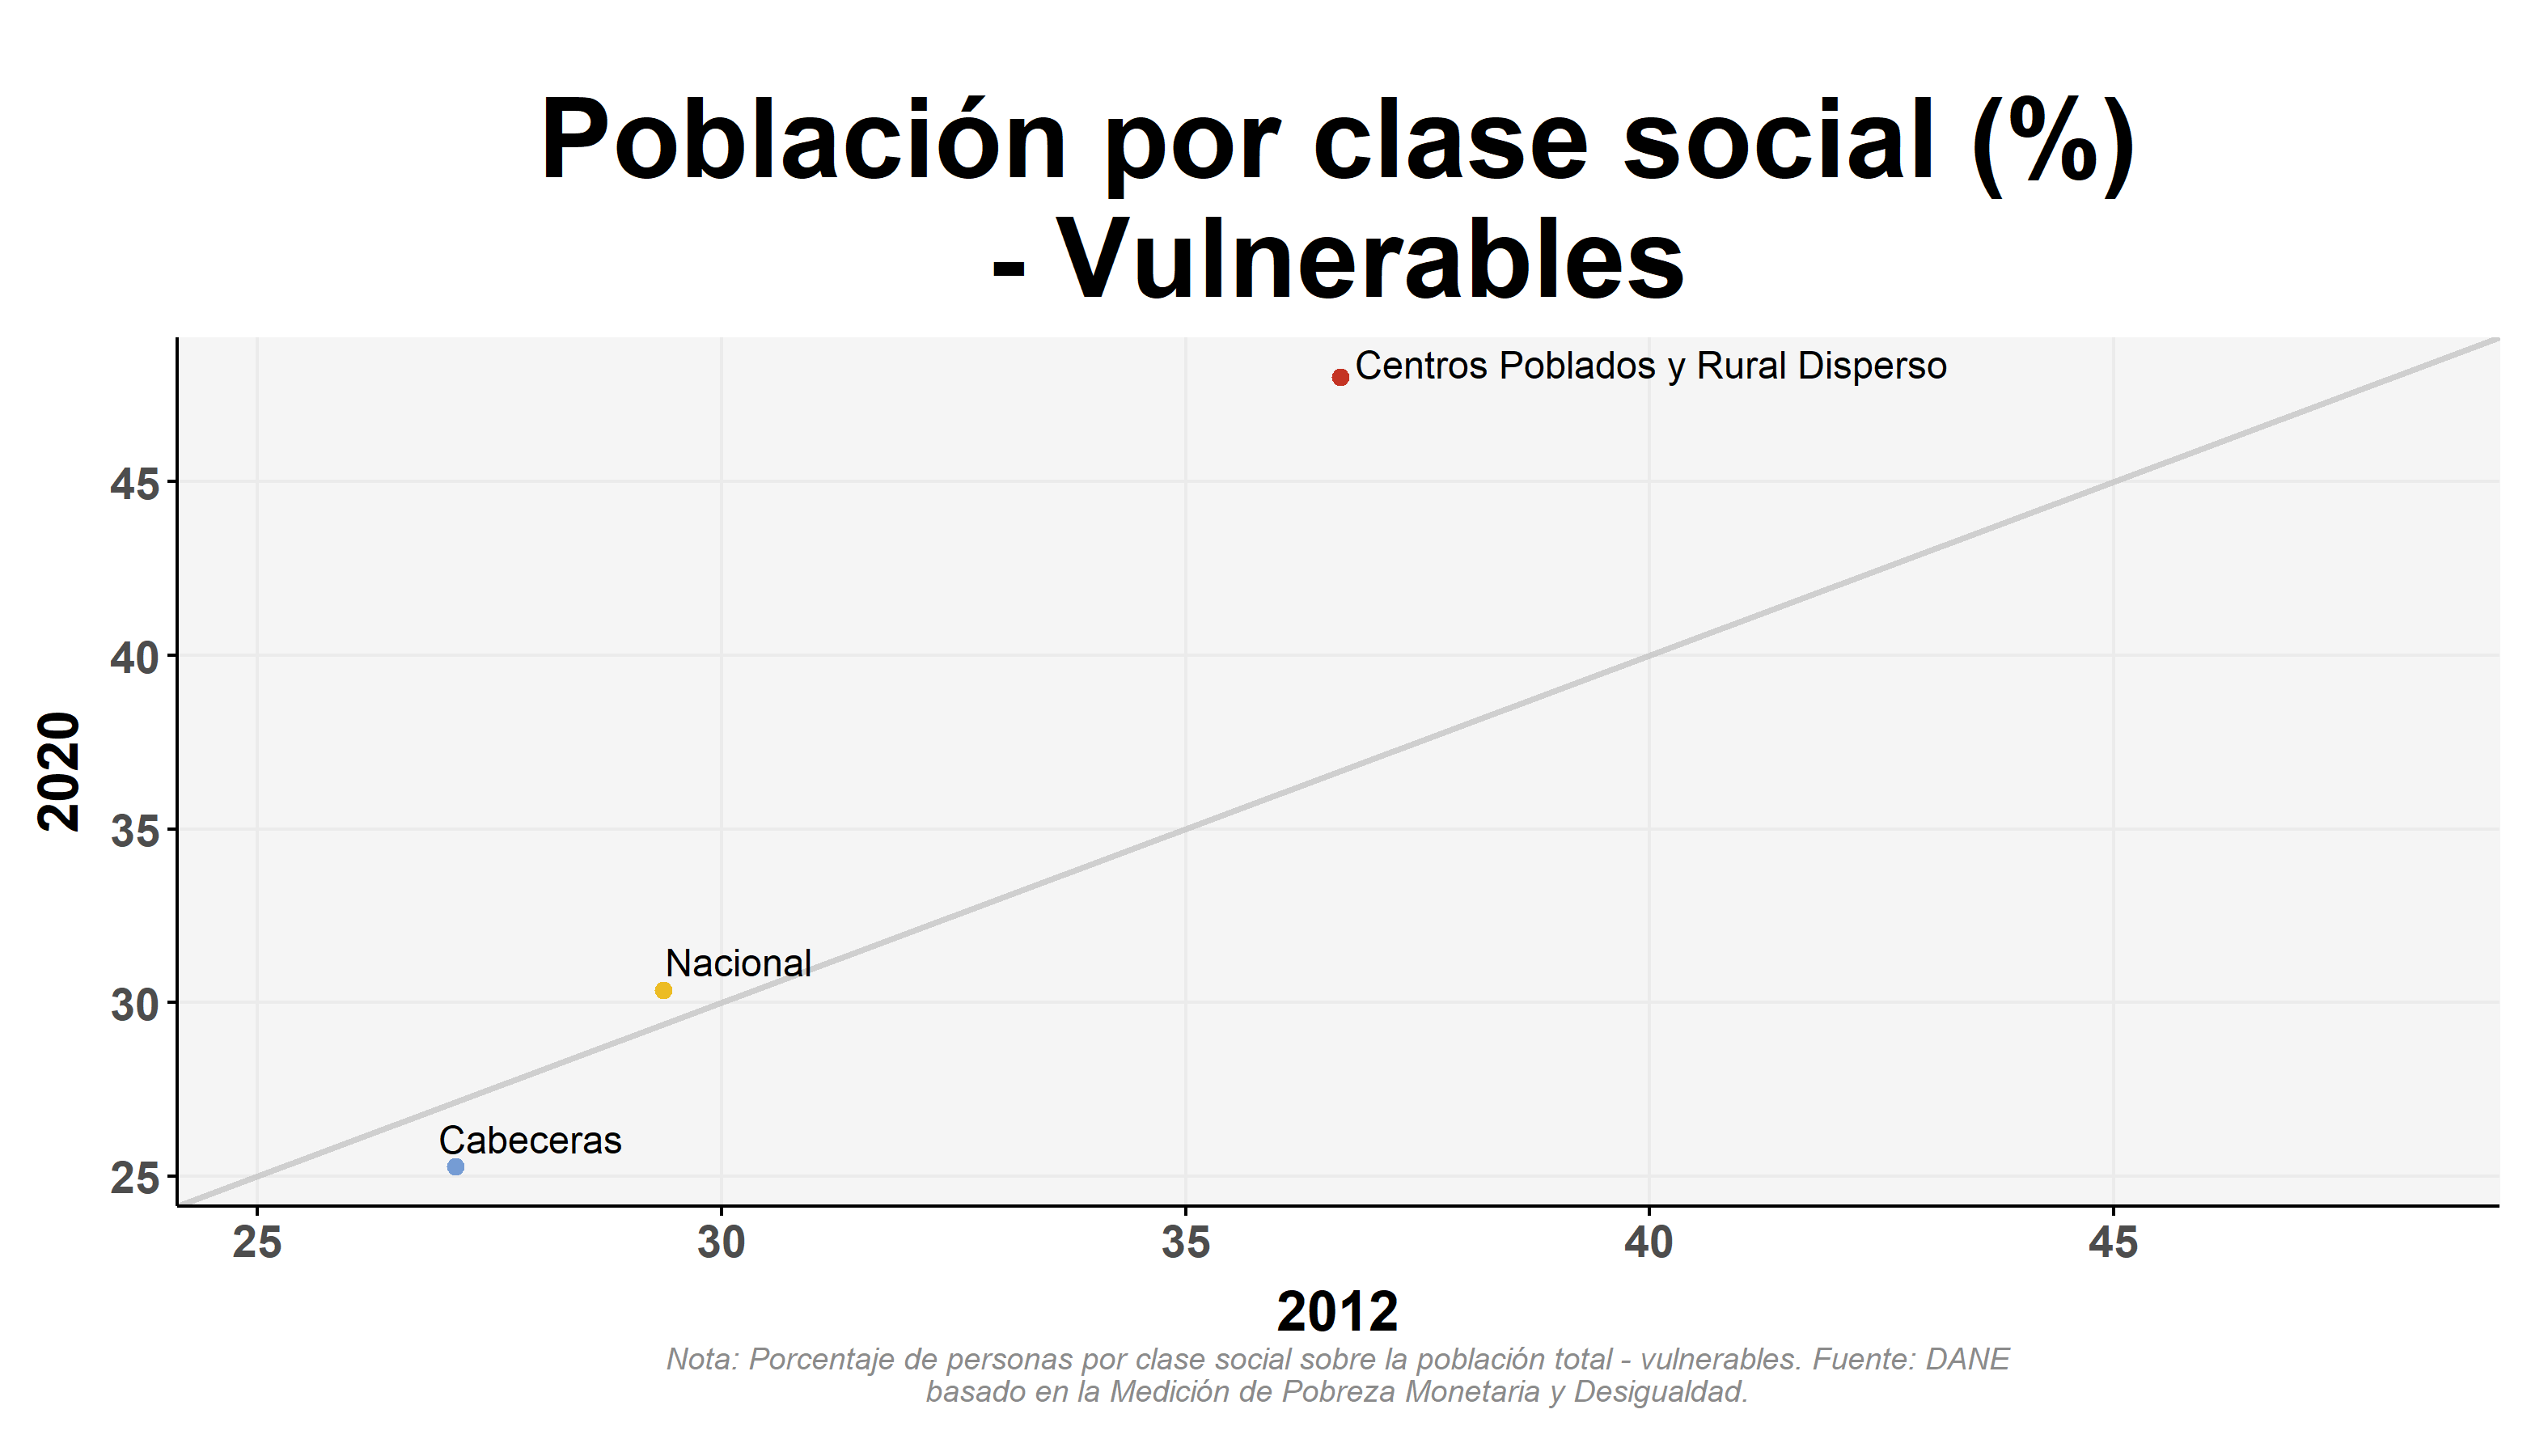 Población por clase social (%)
- Vulnerables
Centros Poblados y Rural Disperso
45
40
35
30
25
2020
Nacional
Cabeceras
25
30
35
40
45
2012
Nota: Porcentaje de personas por clase social sobre la población total - vulnerables. Fuente: DANE
basado en la Medición de Pobreza Monetaria y Desigualdad.